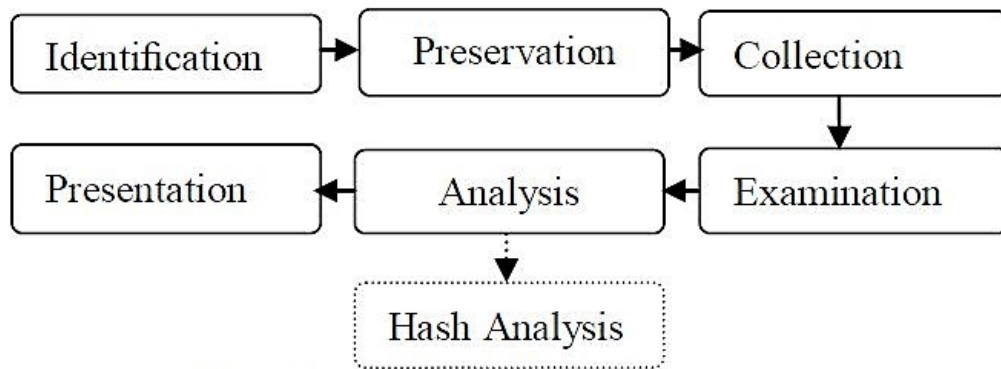 Identification
Preservation
Collection
Presentation
Analysis
Examination
Hash Analysis